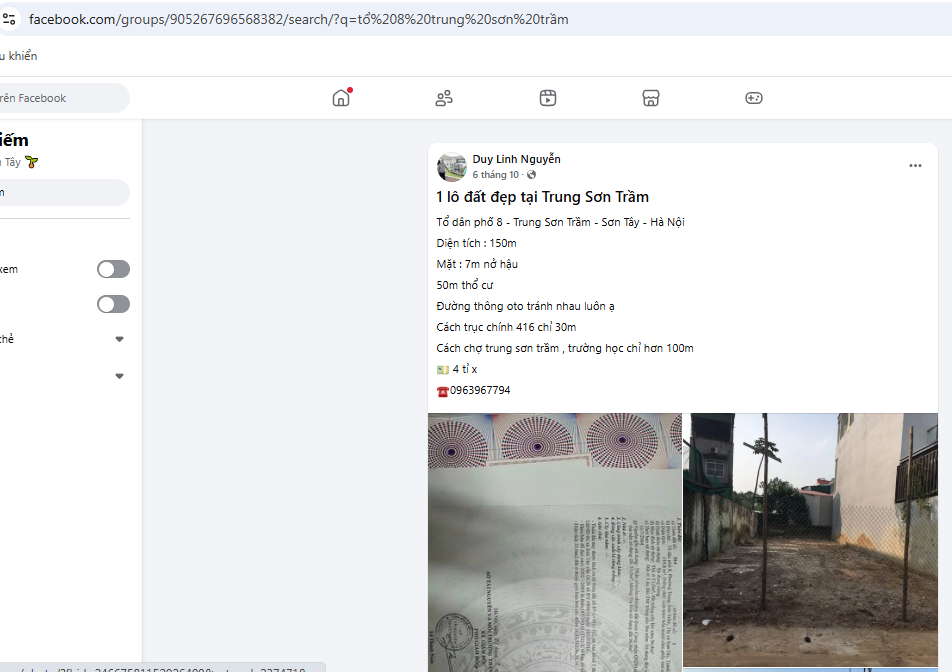 facebook.com/groups/905267696568382/search/?q=tổ%208%20trung%20sơn%20trầm
u khiển
rên Facebook
iếm
Tây
m
xem
thẻ
Duy Linh Nguyễn
6 tháng 10 ·
1 lô đất đẹp tại Trung Sơn Trầm
Tổ dân phố 8 - Trung Sơn Trầm - Sơn Tây - Hà Nội
Diện tích : 150m
Mặt : 7m nở hậu
50m thổ cư
Đường thông oto tránh nhau luôn ạ
Cách trục chính 416 chỉ 30m
Cách chợ trung sơn trầm , trường học chỉ hơn 100m
💵 4 tỉ x
☎️0963967794